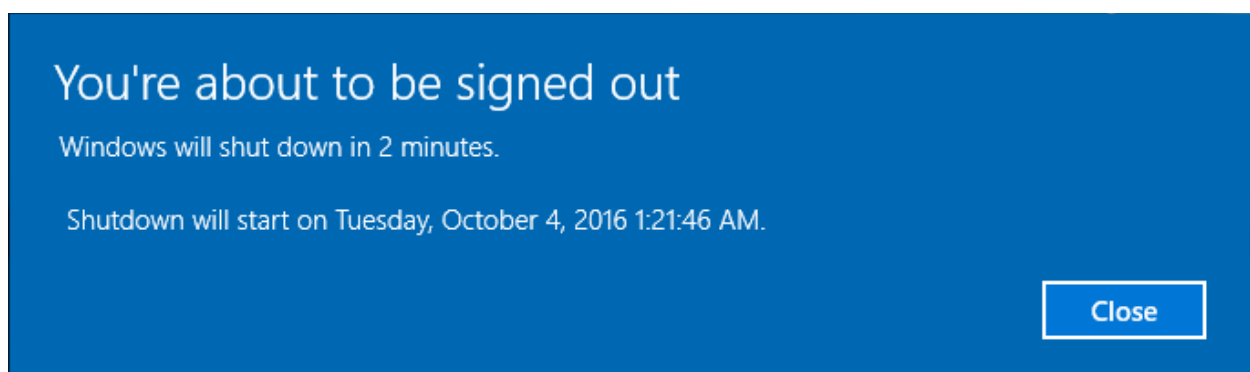 You're about to be signed out
Windows will shut down in 2 minutes.
Shutdown will start on Tuesday, October 4, 2016 1:21:46 AM.
Close